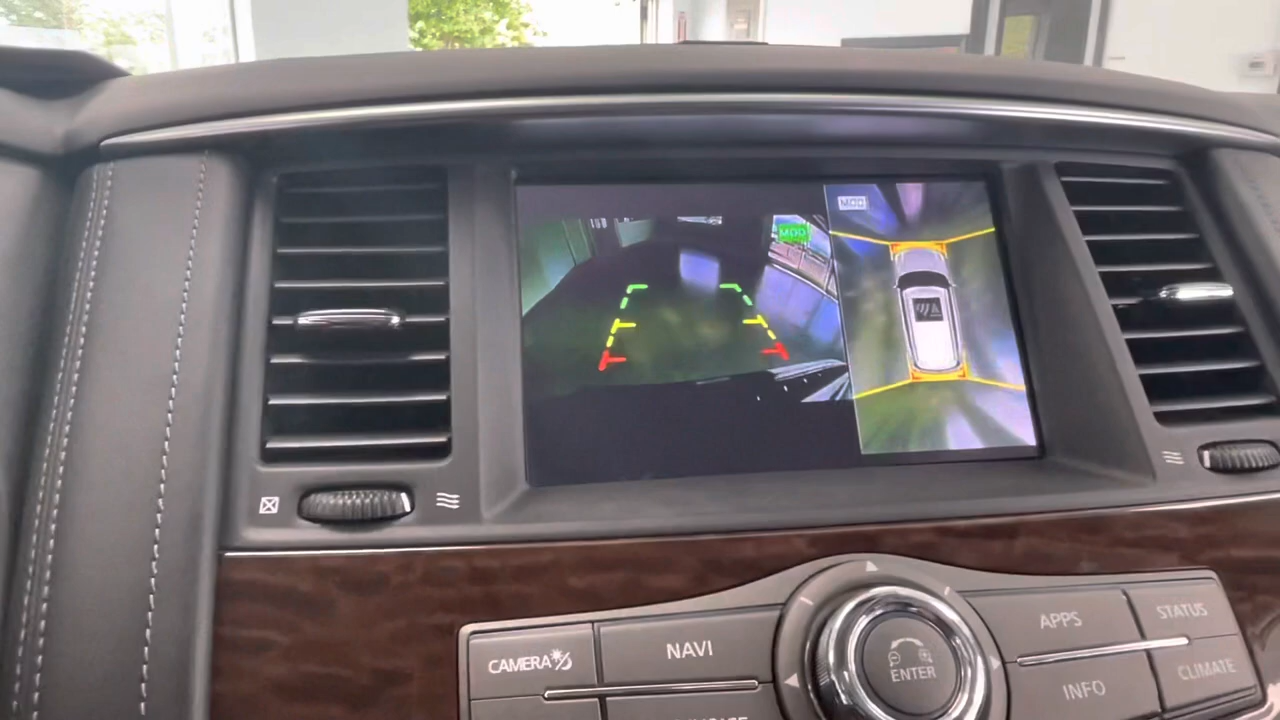 MOD
MOD
CAMERA
NAVI
ENTER
APPS
STATUS
INFO
CLIMATE